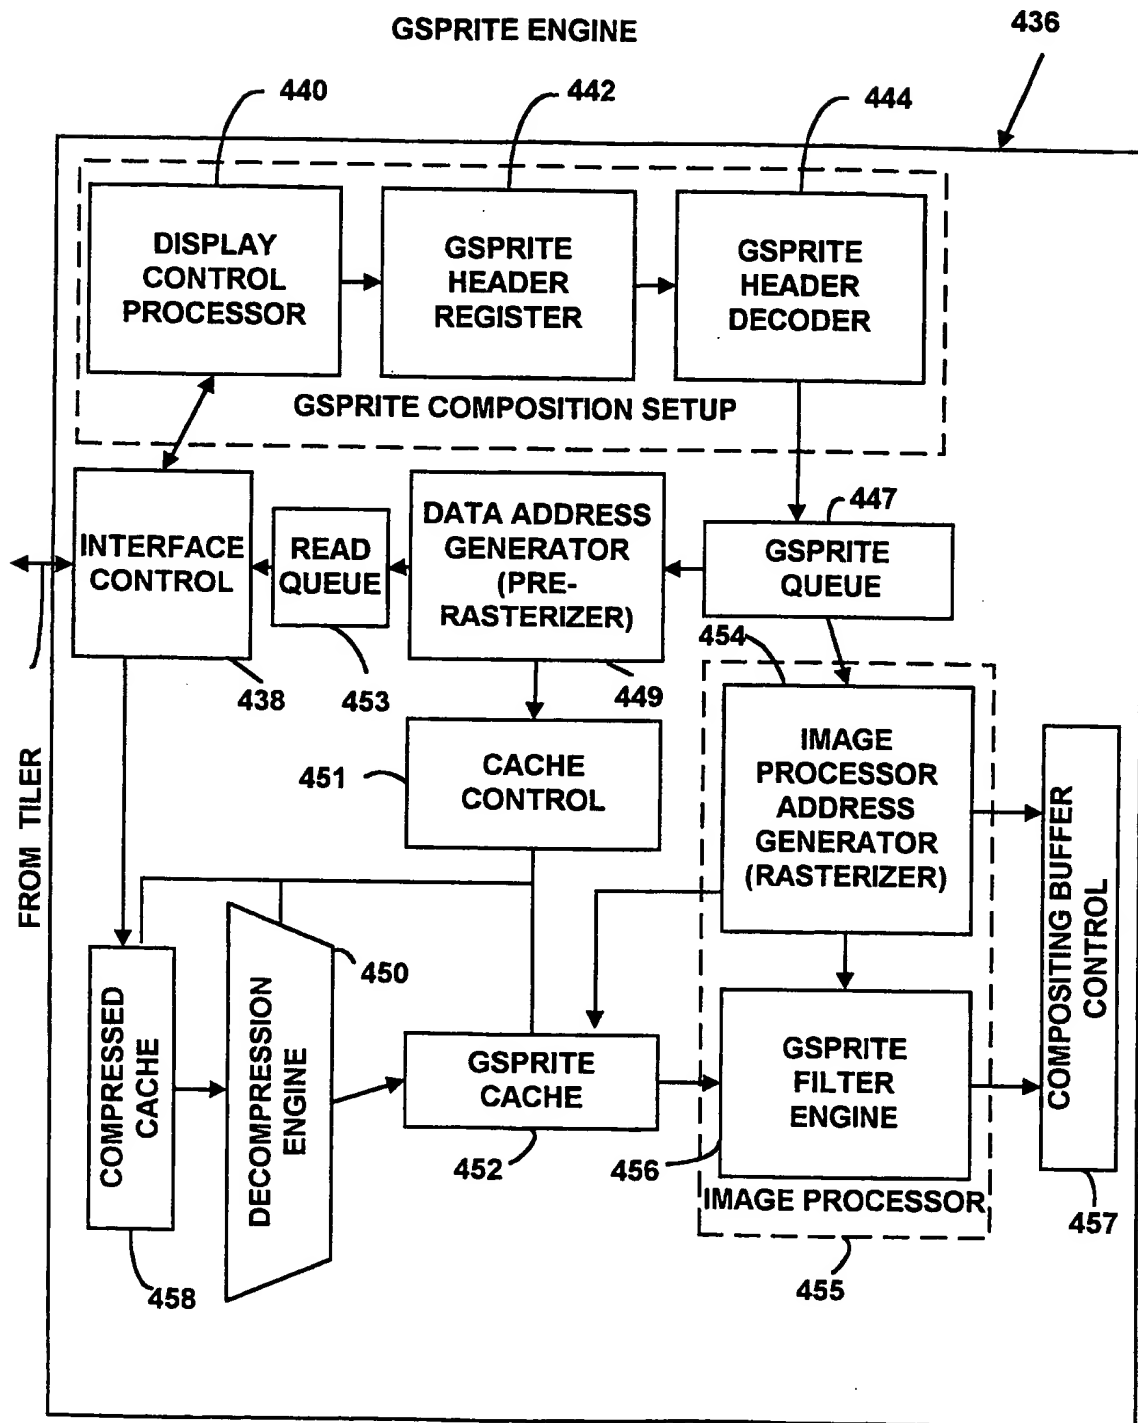 GSPRITE ENGINE
436
440
442
444
DISPLAY
CONTROL
PROCESSOR
GSPRITE
HEADER
REGISTER
GSPRITE
HEADER
DECODER
GSPRITE COMPOSITION SETUP
447
INTERFACE
CONTROL
READ
QUEUE
DATA ADDRESS
GENERATOR
(PRE-
RASTERIZER)
GSPRITE
QUEUE
454
438
453
449
FROM TILER
451
CACHE
CONTROL
IMAGE
PROCESSOR
ADDRESS
GENERATOR
(RASTERIZER)
COMPOSITING BUFFER
CONTROL
450
COMPRESSED
CACHE
DECOMPRESSION
ENGINE
GSPRITE
CACHE
GSPRITE
FILTER
ENGINE
452
456
IMAGE PROCESSOR
457
458
455